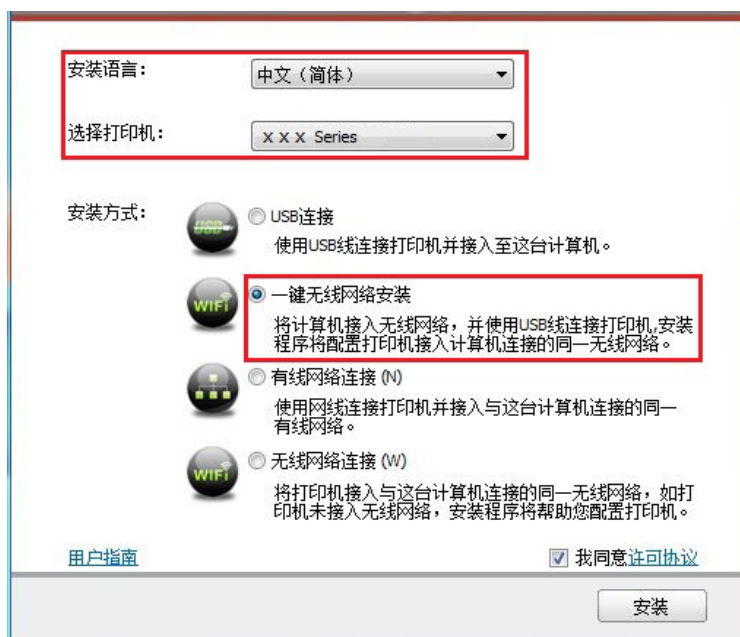 安装语言：
中文（简体）
选择打印机：
x x x Series
安装方式：
USB
USB连接
使用USB线连接打印机并接入至这台计算机。
WIFI
一键无线网络安装
将计算机接入无线网络，并使用USB线连接打印机,安装
程序将配置打印机接入计算机连接的同一无线网络。
有线网络连接 (N)
使用网线连接打印机并接入与这台计算机连接的同一
有线网络。
WIFI
无线网络连接 (W)
将打印机接入与这台计算机连接的同一无线网络，如打
印机未接入无线网络，安装程序将帮助您配置打印机。
用户指南
我同意许可协议
安装